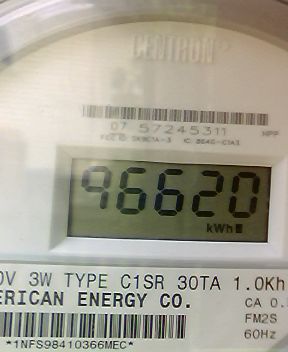 CENTRON
07 57245311 HPP
96620
kWh
0V 3W TYPE C1SR 30TA 1.0Kh
ERICAN ENERGY CO.
CA 0.
FM2S
60Hz
*1NFS98410366MEC*